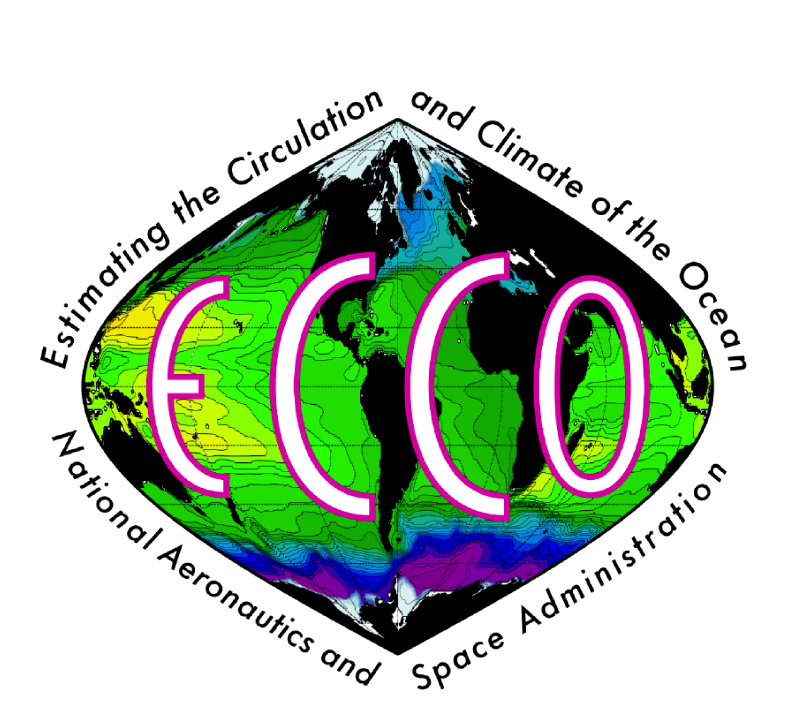 Estimating the Circulation and Climate of the Ocean
ECCO
National Aeronautics and Space Administration